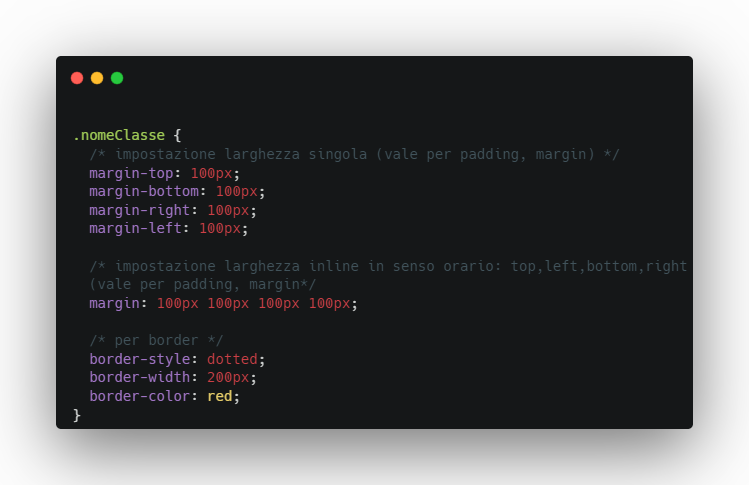 .nomeClasse {
/* impostazione larghezza singola (vale per padding, margin) */
margin-top: 100px;
margin-bottom: 100px;
margin-right: 100px;
margin-left: 100px;
/* impostazione larghezza inline in senso orario: top,left,bottom,right
(vale per padding, margin*/
margin: 100px 100px 100px 100px;
/* per border */
border-style: dotted;
border-width: 200px;
border-color: red;
}